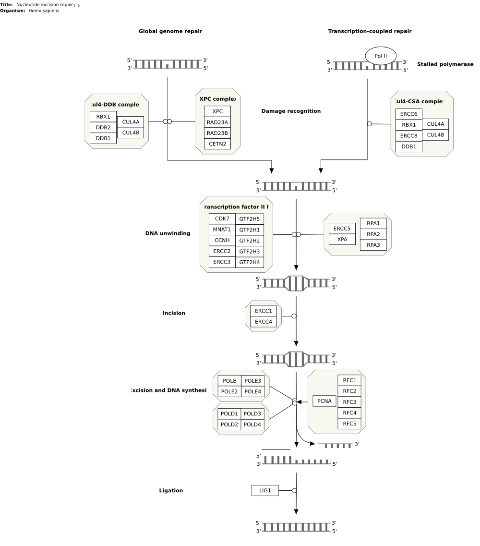 Title: Nucleotide excision repair
Organism: Homo sapiens
Global genome repair
Transcription-coupled repair
Pol II
5' 3'
3' 5'
5' 3'
3' 5'
Stalled polymerase
ul4-DDB comple
RBX1
DDB2
DDB1
CUL4A
CUL4B
XPC complex
XPC
RAD23A
RAD23B
CETN2
Damage recognition
ul4-CSA comple
ERCC6
RBX1
ERCC8
DDB1
CUL4A
CUL4B
5' 3'
3' 5'
ranscription factor II
CDK7 GTF2H5
MNAT1 GTF2H1
CCNH GTF2H2
ERCC2 GTF2H3
ERCC3 GTF2H4
DNA unwinding
ERCC5
XPA
RPA1
RPA2
RPA3
5' 3'
3' 5'
Incision
ERCC1
ERCC4
5' 3'
3' 5'
xcision and DNA synthesi
POLE POLE3
POLE2 POLE4
POLD1 POLD3
POLD2 POLD4
PCNA
RFC1
RFC2
RFC3
RFC4
RFC5
3'
5'
5' 3'
3' 5'
Ligation
LIG1
5' 3'
3' 5'